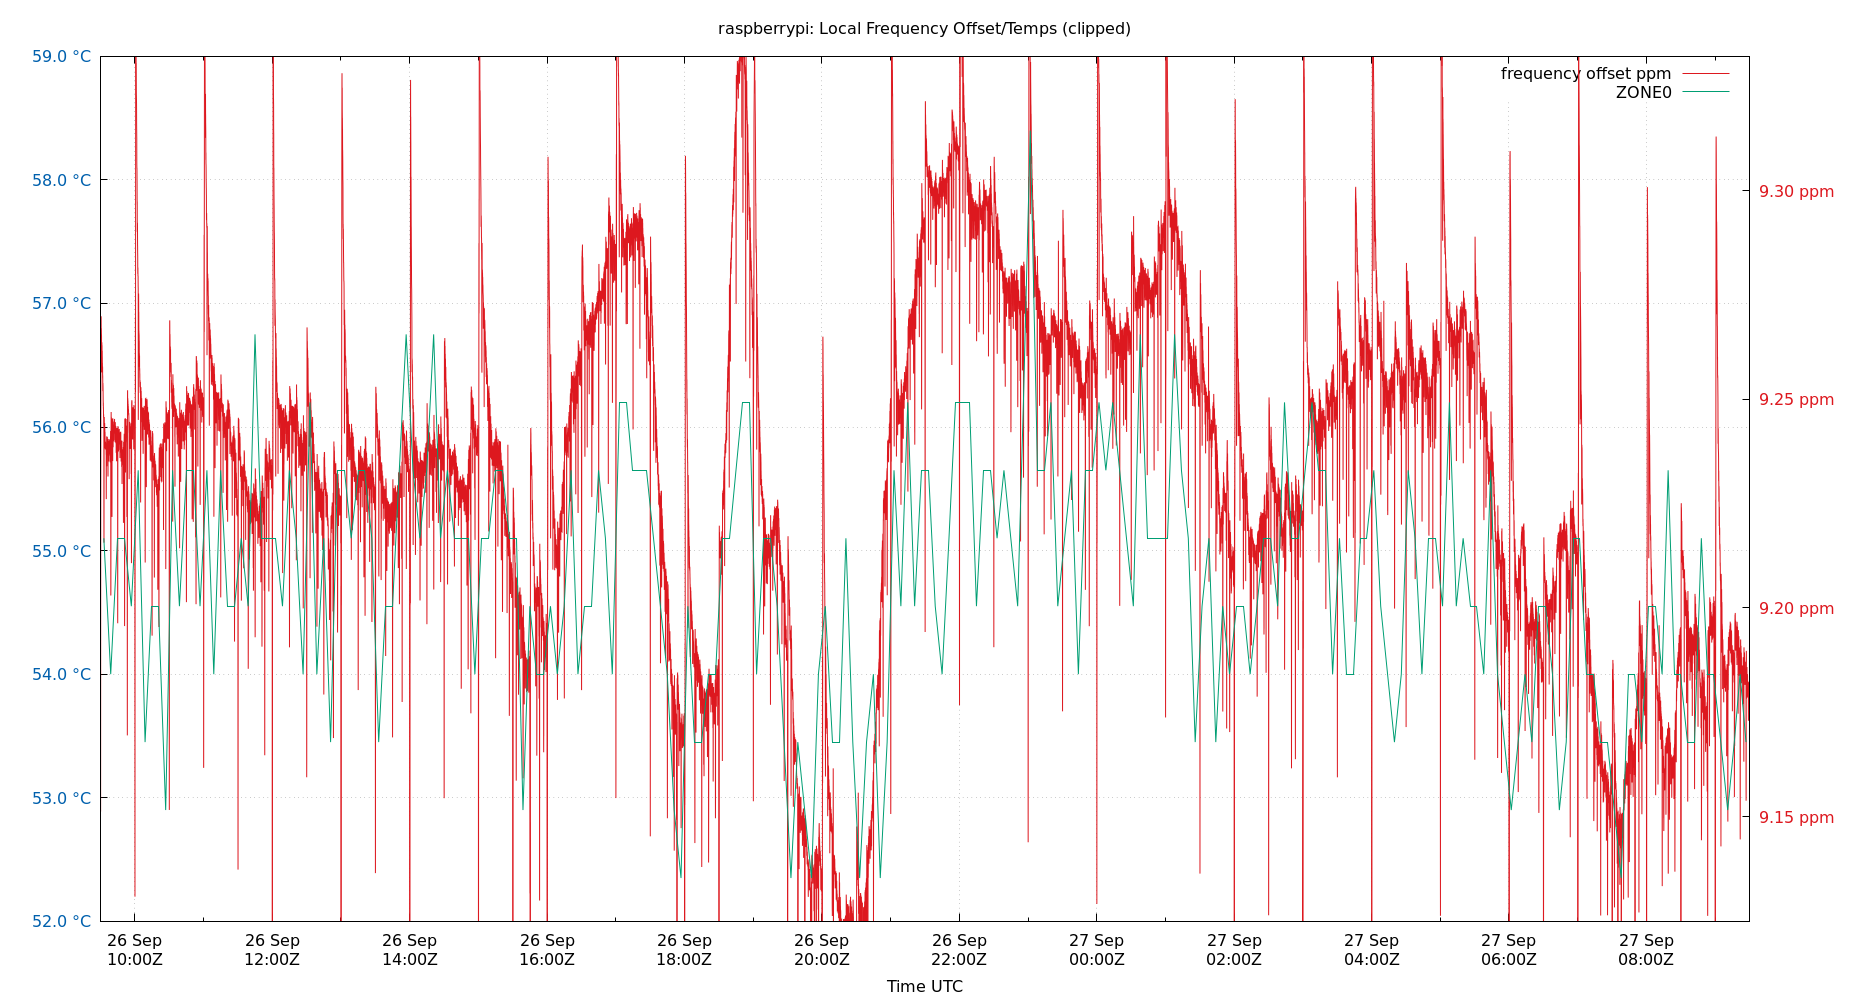 raspberrypi: Local Frequency Offset/Temps (clipped)
frequency offset ppm
ZONE0
59.0 °C
58.0 °C
57.0 °C
56.0 °C
55.0 °C
54.0 °C
53.0 °C
52.0 °C
9.30 ppm
9.25 ppm
9.20 ppm
9.15 ppm
26 Sep 26 Sep 26 Sep 26 Sep 26 Sep 26 Sep 26 Sep 27 Sep 27 Sep 27 Sep 27 Sep 27 Sep
10:00Z 12:00Z 14:00Z 16:00Z 18:00Z 20:00Z 22:00Z 00:00Z 02:00Z 04:00Z 06:00Z 08:00Z
Time UTC